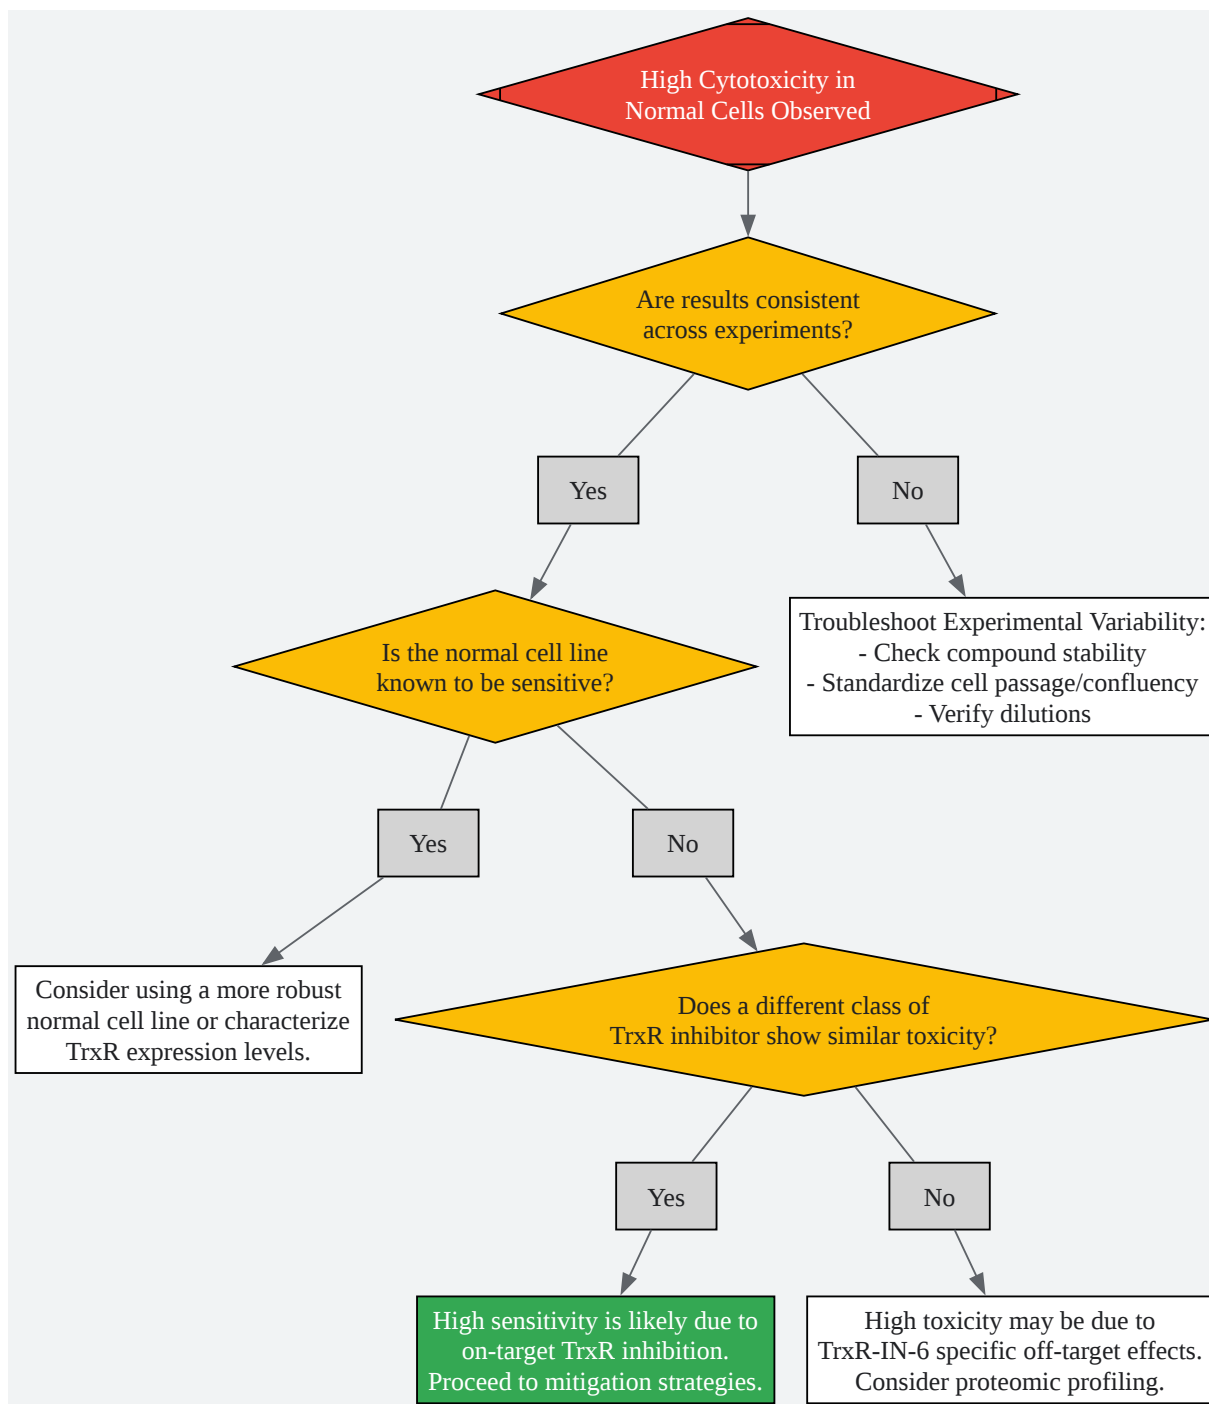 High Cytotoxicity in
Normal Cells Observed
Are results consistent
across experiments?
Yes
No
Troubleshoot Experimental Variability:
- Check compound stability
- Standardize cell passage/confluency
- Verify dilutions
Is the normal cell line
known to be sensitive?
Yes
No
Consider using a more robust
normal cell line or characterize
TrxR expression levels.
Does a different class of
TrxR inhibitor show similar toxicity?
Yes
No
High sensitivity is likely due to
on-target TrxR inhibition.
Proceed to mitigation strategies.
High toxicity may be due to
TrxR-IN-6 specific off-target effects.
Consider proteomic profiling.